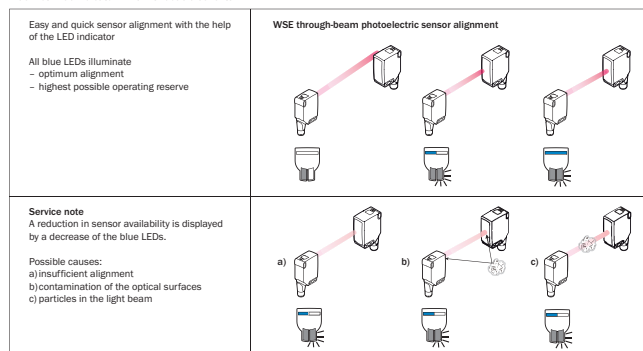 Easy and quick sensor alignment with the help
of the LED indicator
All blue LEDs illuminate
– optimum alignment
– highest possible operating reserve
WSE through-beam photoelectric sensor alignment
Service note
A reduction in sensor availability is displayed
by a decrease of the blue LEDs.
Possible causes:
a) insufficient alignment
b) contamination of the optical surfaces
c) particles in the light beam
a)
b)
c)